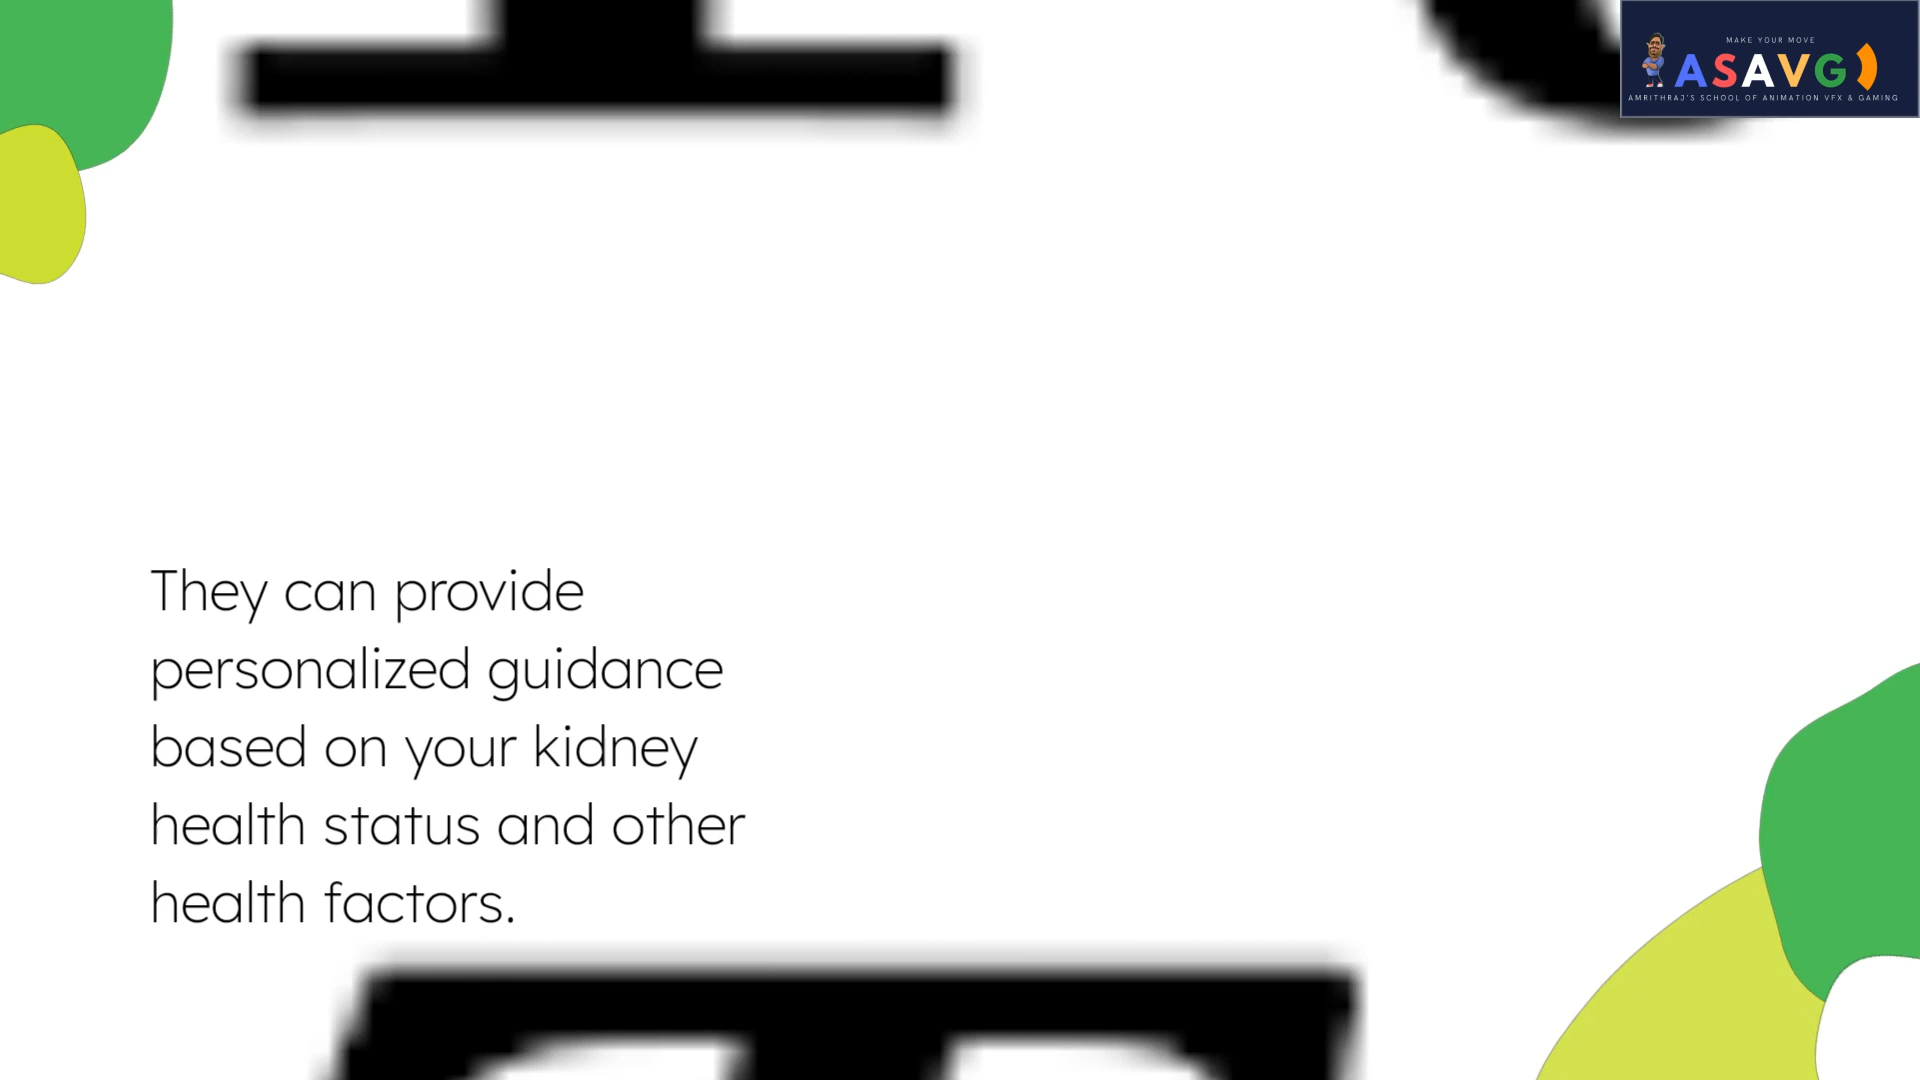 MAKE YOUR MOVE
ASAVG
AMRITHRAJ'S SCHOOL OF ANIMATION VFX & GAMING
They can provide
personalized guidance
based on your kidney
health status and other
health factors.